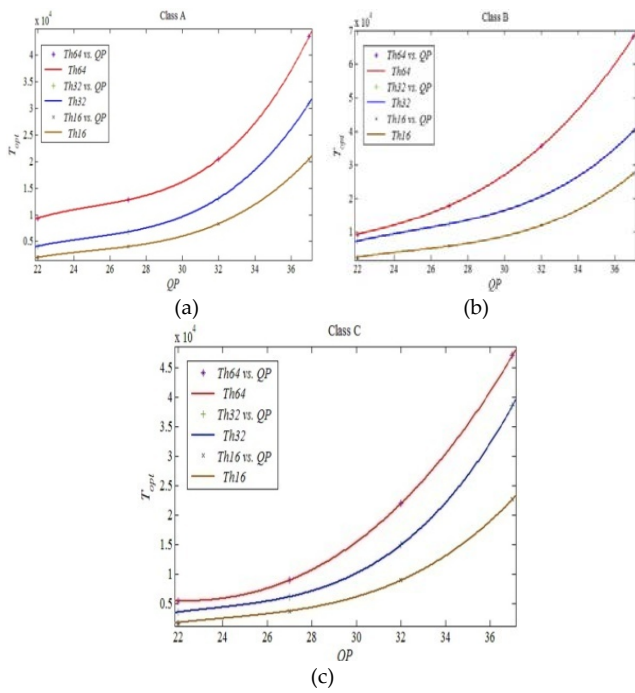 Class A
x 10^4
4.5
4
3.5
3
2.5
2
1.5
1
0.5
T_opt
Th64 vs. QP
Th64
Th32 vs. QP
Th32
Th16 vs. QP
Th16
22 24 26 28 30 32 34 36
QP
(a)
Class B
x 10^4
7
6
5
4
3
2
1
T_opt
Th64 vs. QP
Th64
Th32 vs. QP
Th32
Th16 vs. QP
Th16
22 24 26 28 30 32 34 36
QP
(b)
Class C
x 10^4
4.5
4
3.5
3
2.5
2
1.5
1
0.5
T_opt
Th64 vs. QP
Th64
Th32 vs. QP
Th32
Th16 vs. QP
Th16
22 24 26 28 30 32 34 36
QP
(c)